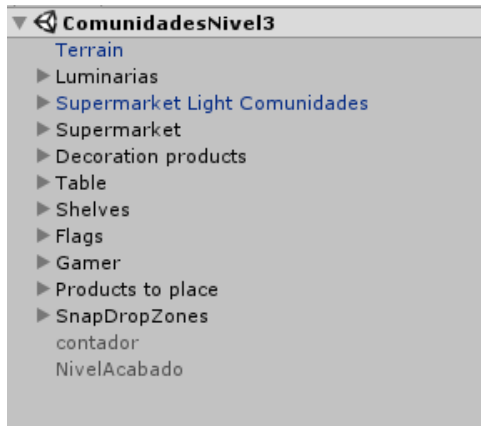 ComunidadesNivel3
Terrain
Luminarias
Supermarket Light Comunidades
Supermarket
Decoration products
Table
Shelves
Flags
Gamer
Products to place
SnapDropZones
contador
NivelAcabado